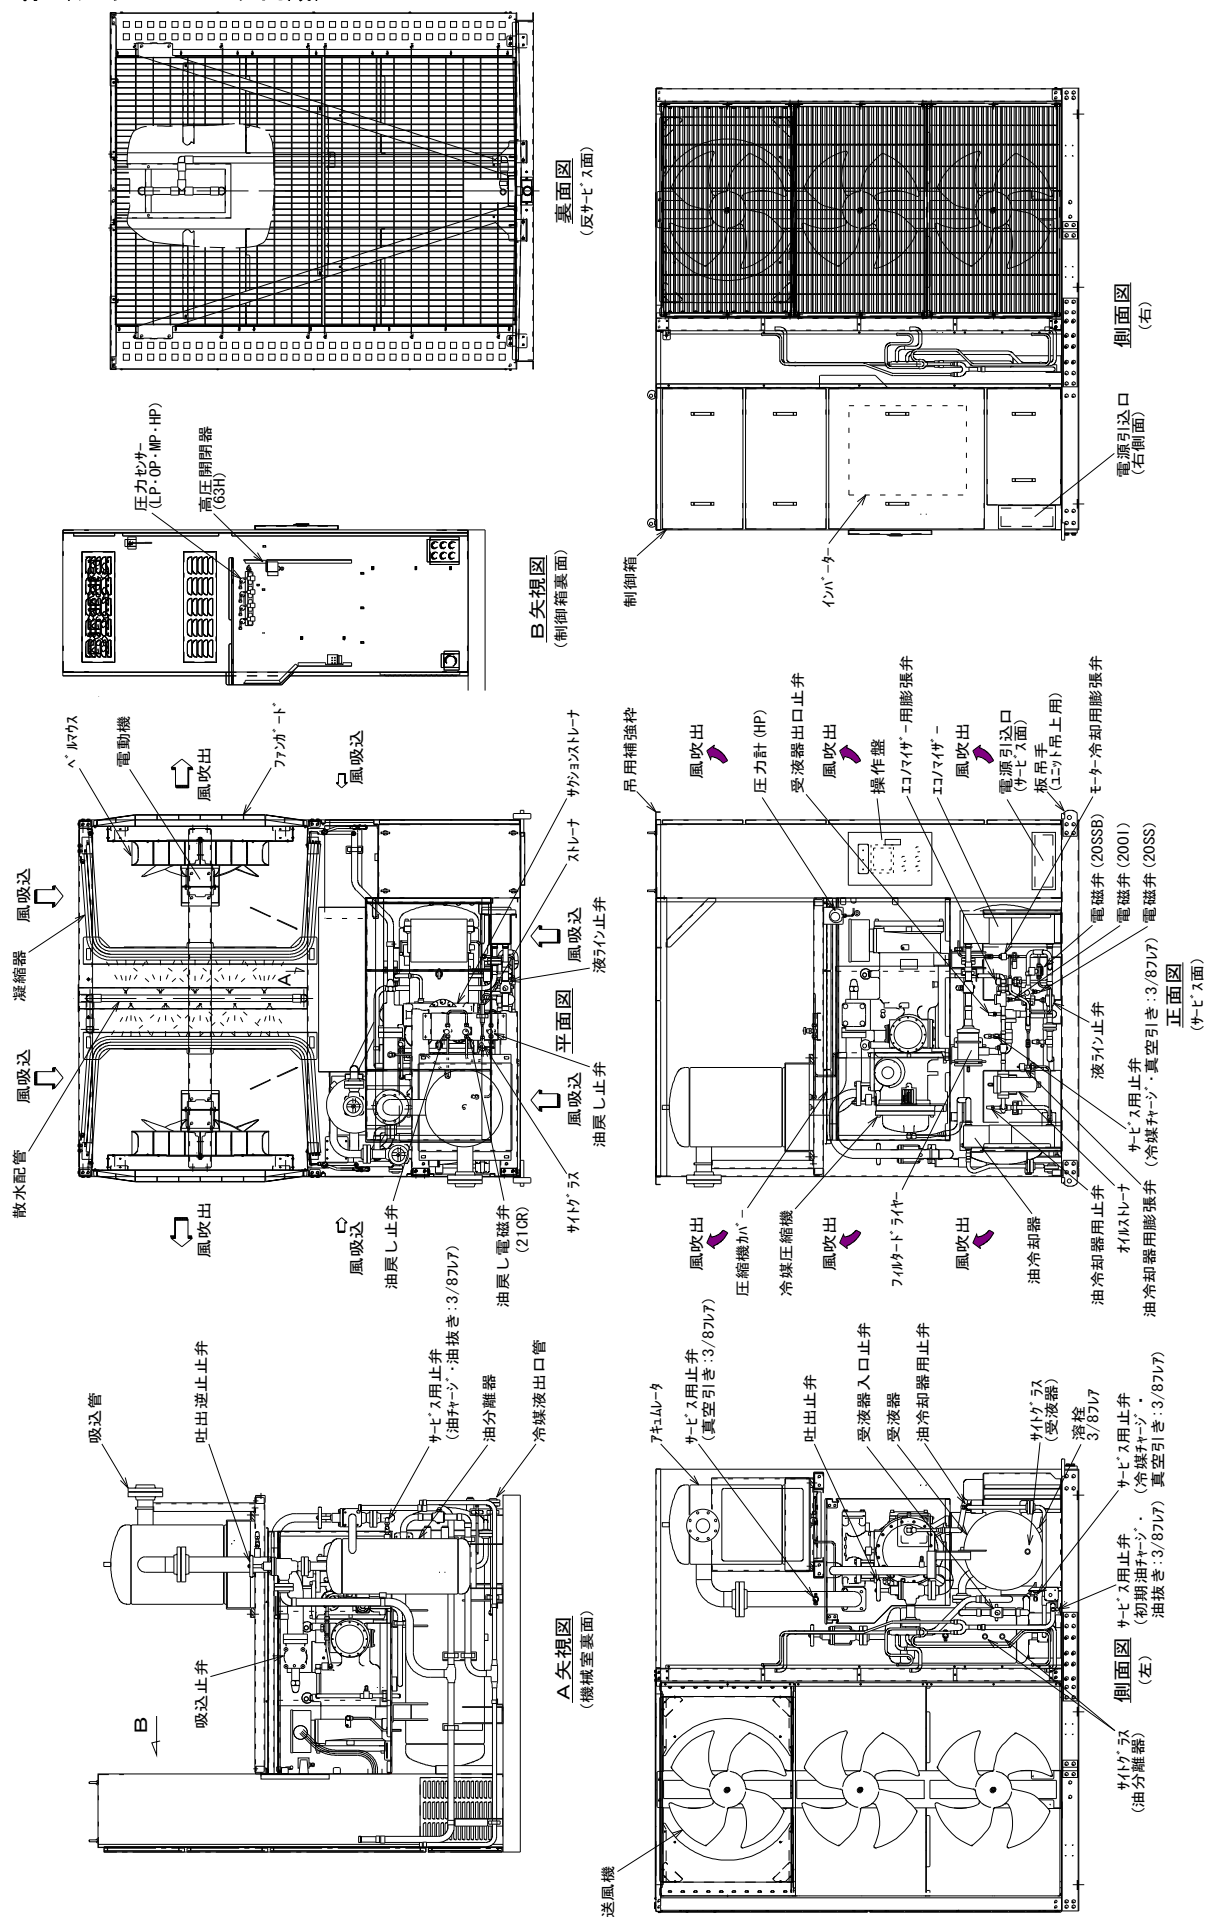 吸込管
吐出逆止止弁
サービス用止弁
(油チャージ・油抜き:3/8フレア)
油分離器
冷媒液出口管
吸込止弁
B
A矢視図
(機械室裏面)
凝縮器
散水配管
風吸込
風吸込
風吹出
風吹出
ベルマウス
電動機
ファンガード
風吸込
風吸込
A
サクションストレーナ
ストレーナ
液ライン止弁
風吸込
風吸込
平面図
油戻し止弁
油戻し止弁
油戻し電磁弁
(21CR)
サイトグラス
圧力センサー
(LP・OP・MP・HP)
高圧開閉器
(63H)
B矢視図
(制御箱裏面)
裏面図
(反サービス面)
送風機
アキュムレータ
サービス用止弁
(真空引き:3/8フレア)
吐出止弁
受液器入口止弁
受液器
油冷却器用止弁
サイトグラス
(受液器)
溶栓
3/8フレア
サービス用止弁
(冷媒チャージ・
真空引き:3/8フレア)
サービス用止弁
(初期油チャージ・
油抜き:3/8フレア)
サイトグラス
(油分離器)
側面図
(左)
吊用補強枠
風吹出
風吹出
風吹出
風吹出
風吹出
風吹出
圧力計(HP)
受液器出口止弁
操作盤
エコノマイザー用膨張弁
エコノマイザー
電源引込口
(サービス面)
板吊手
(ユニット吊上用)
モーター冷却用膨張弁
電磁弁(20SSB)
電磁弁(200I)
電磁弁(20SS)
液ライン止弁
サービス用止弁
(冷媒チャージ・真空引き:3/8フレア)
圧縮機カバー
冷媒圧縮機
フィルタードライヤー
油冷却器
油冷却器用止弁
オイルストレーナ
油冷却器用膨張弁
正面図
(サービス面)
制御箱
インバーター
電源引込口
(右側面)
側面図
(右)